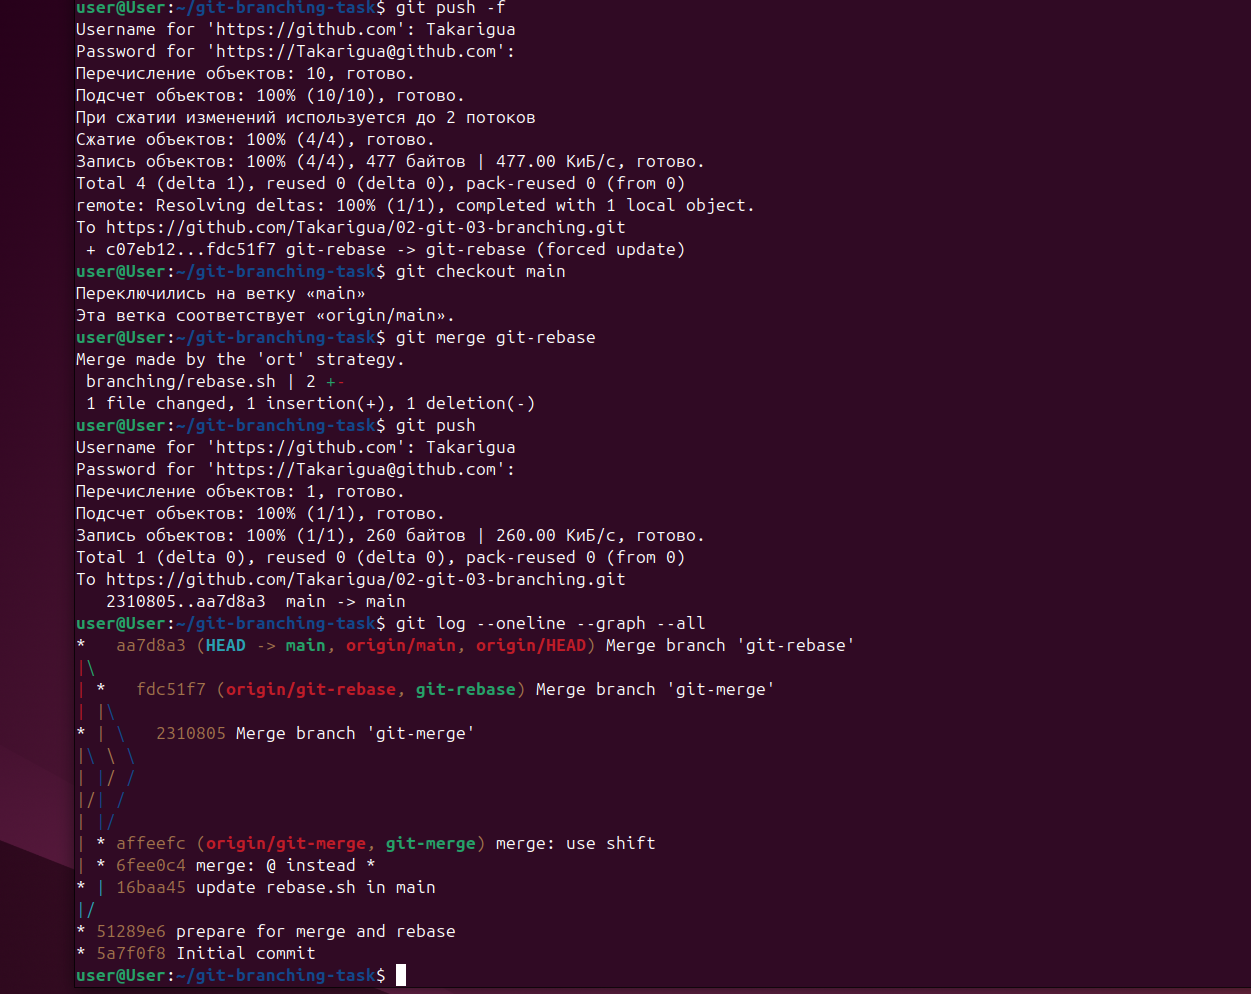 user@User:~/git-branching-task$ git push -f
Username for 'https://github.com': Takarigua
Password for 'https://Takarigua@github.com':
Перечисление объектов: 10, готово.
Подсчет объектов: 100% (10/10), готово.
При сжатии изменений используется до 2 потоков
Сжатие объектов: 100% (4/4), готово.
Запись объектов: 100% (4/4), 477 байтов | 477.00 КиБ/с, готово.
Total 4 (delta 1), reused 0 (delta 0), pack-reused 0 (from 0)
remote: Resolving deltas: 100% (1/1), completed with 1 local object.
To https://github.com/Takarigua/02-git-03-branching.git
 + c07eb12...fdc51f7 git-rebase -> git-rebase (forced update)
user@User:~/git-branching-task$ git checkout main
Переключились на ветку «main»
Эта ветка соответствует «origin/main».
user@User:~/git-branching-task$ git merge git-rebase
Merge made by the 'ort' strategy.
 branching/rebase.sh | 2 +-
 1 file changed, 1 insertion(+), 1 deletion(-)
user@User:~/git-branching-task$ git push
Username for 'https://github.com': Takarigua
Password for 'https://Takarigua@github.com':
Перечисление объектов: 1, готово.
Подсчет объектов: 100% (1/1), готово.
Запись объектов: 100% (1/1), 260 байтов | 260.00 КиБ/с, готово.
Total 1 (delta 0), reused 0 (delta 0), pack-reused 0 (from 0)
To https://github.com/Takarigua/02-git-03-branching.git
   2310805..aa7d8a3  main -> main
user@User:~/git-branching-task$ git log --oneline --graph --all
*   aa7d8a3 (HEAD -> main, origin/main, origin/HEAD) Merge branch 'git-rebase'
|\
| *   fdc51f7 (origin/git-rebase, git-rebase) Merge branch 'git-merge'
| |\
* | \   2310805 Merge branch 'git-merge'
|\ \ \
| |/ /
|/| /
| |/
| * affeefc (origin/git-merge, git-merge) merge: use shift
| * 6fee0c4 merge: @ instead *
* | 16baa45 update rebase.sh in main
|/
* 51289e6 prepare for merge and rebase
* 5a7f0f8 Initial commit
user@User:~/git-branching-task$